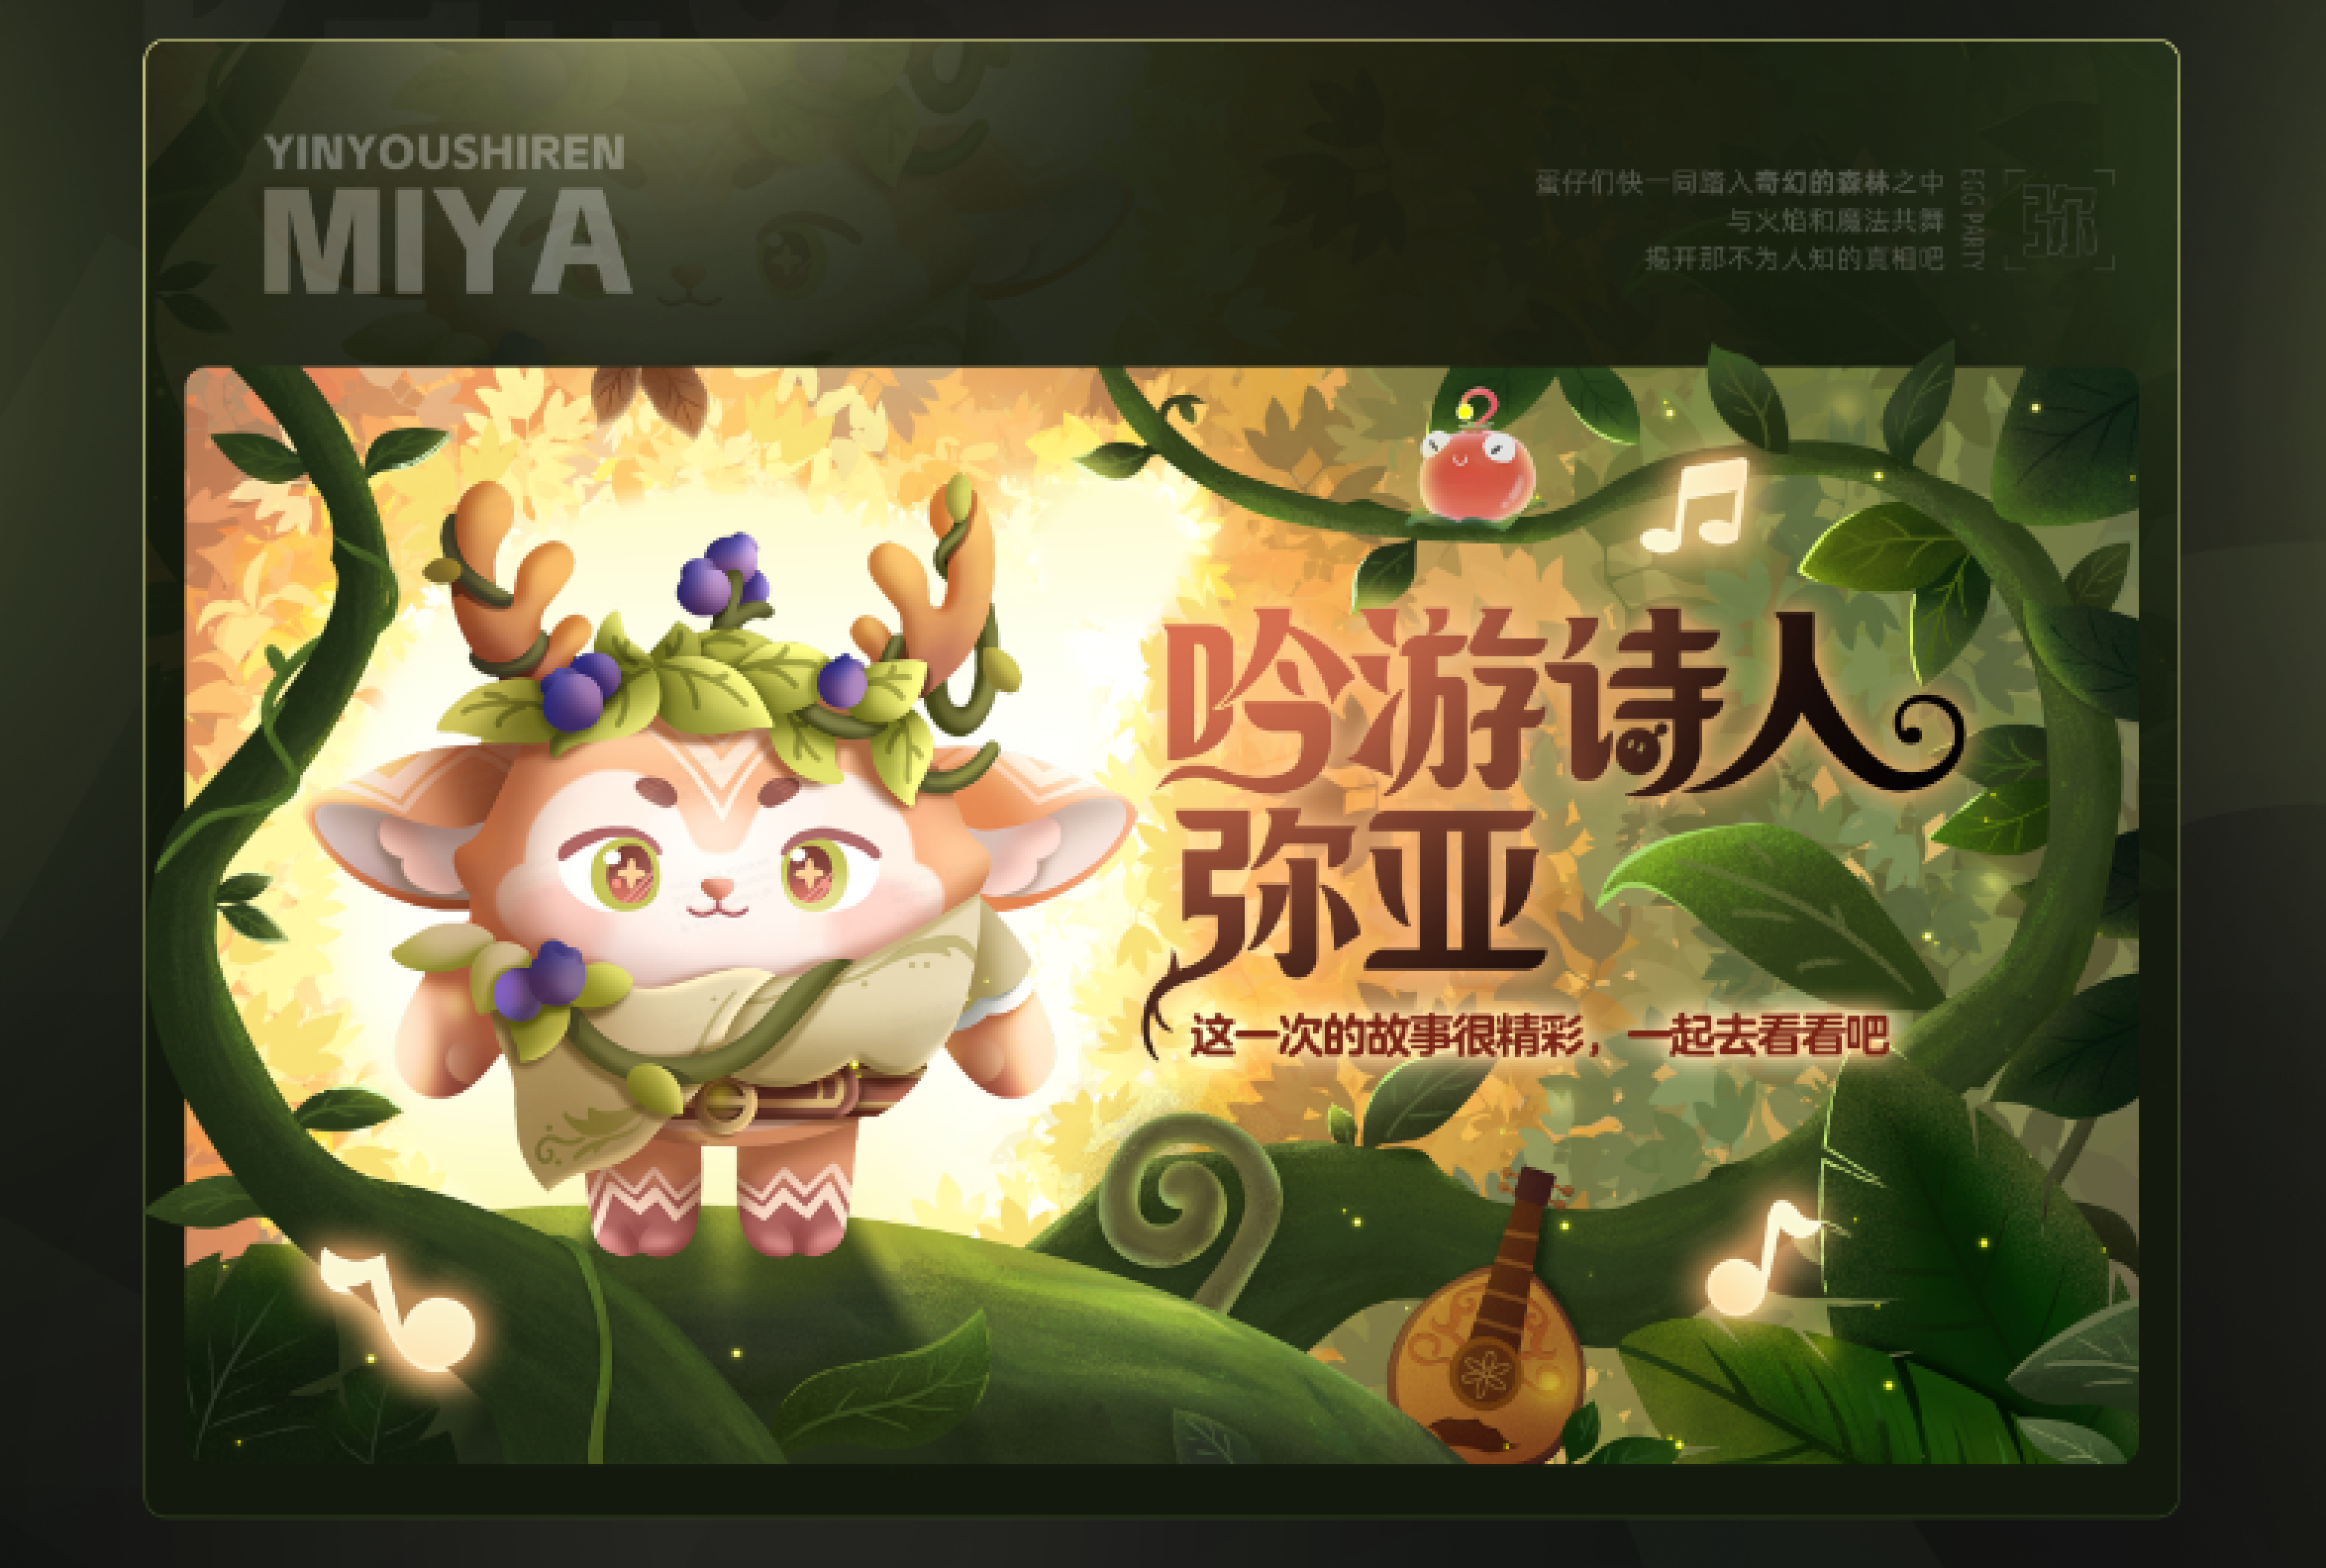 YINYOUSHIREN
MIYA
蛋仔们快一同踏入奇幻的森林之中
与火焰和魔法共舞
揭开那不为人知的真相吧
EGG PARTY
弥
吟游诗人
弥亚
这一次的故事很精彩，一起去看看吧